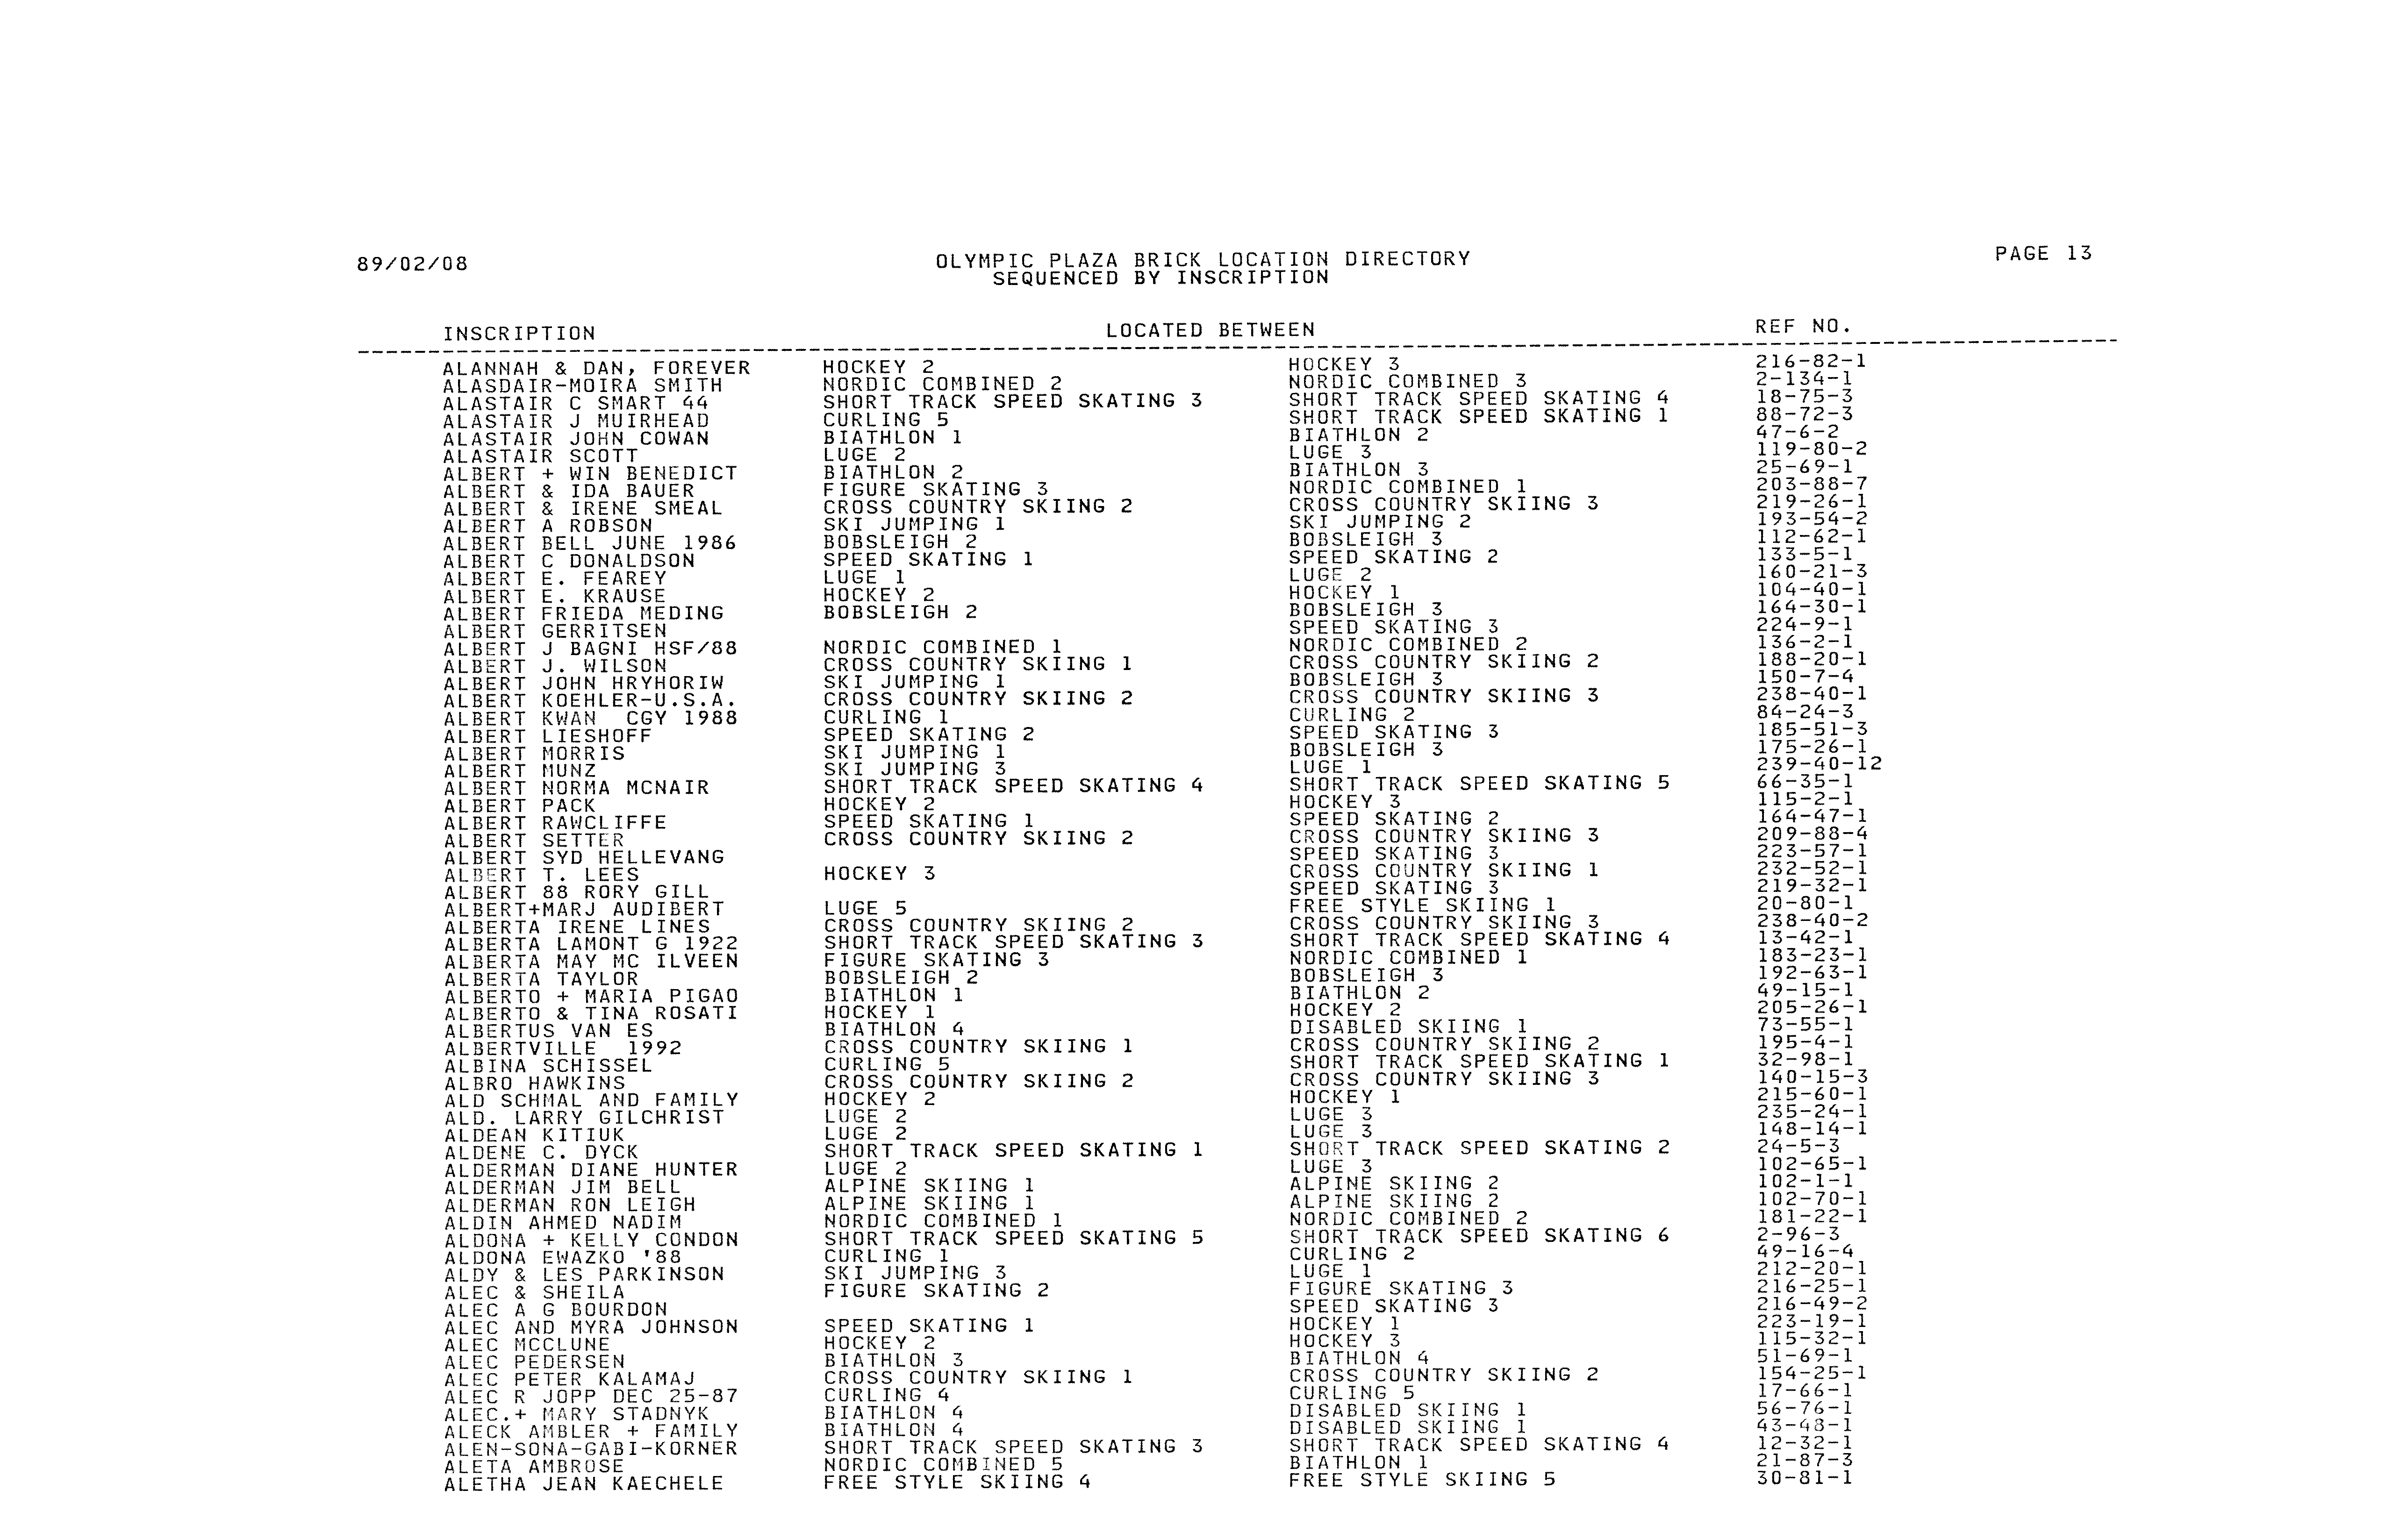 89/02/08 OLYMPIC PLAZA BRICK LOCATION DIRECTORY PAGE 13
SEQUENCED BY INSCRIPTION
INSCRIPTION LOCATED BETWEEN REF NO.
ALANNAH & DAN, FOREVER HOCKEY 2 HOCKEY 3 216-82-1
ALASDAIR-MOIRA SMITH NORDIC COMBINED 2 NORDIC COMBINED 3 2-134-1
ALASTAIR C SMART 44 SHORT TRACK SPEED SKATING 3 SHORT TRACK SPEED SKATING 4 18-75-3
ALASTAIR J MUIRHEAD CURLING 5 SHORT TRACK SPEED SKATING 1 88-72-3
ALASTAIR JOHN COWAN BIATHLON 1 BIATHLON 2 47-6-2
ALASTAIR SCOTT LUGE 2 LUGE 3 119-80-2
ALBERT + WIN BENEDICT BIATHLON 2 BIATHLON 3 25-69-1
ALBERT & IDA BAUER FIGURE SKATING 3 NORDIC COMBINED 1 203-88-7
ALBERT & IRENE SMEAL CROSS COUNTRY SKIING 2 CROSS COUNTRY SKIING 3 219-26-1
ALBERT A ROBSON SKI JUMPING 1 SKI JUMPING 2 193-54-2
ALBERT BELL JUNE 1986 BOBSLEIGH 2 BOBSLEIGH 3 112-62-1
ALBERT C DONALDSON SPEED SKATING 1 SPEED SKATING 2 133-5-1
ALBERT E. FEAREY LUGE 1 LUGE 2 160-21-3
ALBERT E. KRAUSE HOCKEY 2 HOCKEY 1 104-40-1
ALBERT FRIEDA MEDING BOBSLEIGH 2 BOBSLEIGH 3 164-30-1
ALBERT GERRITSEN SPEED SKATING 3 224-9-1
ALBERT J BAGNI HSF/88 NORDIC COMBINED 1 NORDIC COMBINED 2 136-2-1
ALBERT J. WILSON CROSS COUNTRY SKIING 1 CROSS COUNTRY SKIING 2 188-20-1
ALBERT JOHN HRYHORIW SKI JUMPING 1 BOBSLEIGH 3 150-7-4
ALBERT KOEHLER-U.S.A. CROSS COUNTRY SKIING 2 CROSS COUNTRY SKIING 3 238-40-1
ALBERT KWAN  CGY 1988 CURLING 1 CURLING 2 84-24-3
ALBERT LIESHOFF SPEED SKATING 2 SPEED SKATING 3 185-51-3
ALBERT MORRIS SKI JUMPING 1 BOBSLEIGH 3 175-26-1
ALBERT MUNZ SKI JUMPING 3 LUGE 1 239-40-12
ALBERT NORMA MCNAIR SHORT TRACK SPEED SKATING 4 SHORT TRACK SPEED SKATING 5 66-35-1
ALBERT PACK HOCKEY 2 HOCKEY 3 115-2-1
ALBERT RAWCLIFFE SPEED SKATING 1 SPEED SKATING 2 164-47-1
ALBERT SETTER CROSS COUNTRY SKIING 2 CROSS COUNTRY SKIING 3 209-88-4
ALBERT SYD HELLEVANG SPEED SKATING 3 223-57-1
ALBERT T. LEES HOCKEY 3 CROSS COUNTRY SKIING 1 232-52-1
ALBERT 88 RORY GILL SPEED SKATING 3 219-32-1
ALBERT+MARJ AUDIBERT LUGE 5 FREE STYLE SKIING 1 20-80-1
ALBERTA IRENE LINES CROSS COUNTRY SKIING 2 CROSS COUNTRY SKIING 3 238-40-2
ALBERTA LAMONT G 1922 SHORT TRACK SPEED SKATING 3 SHORT TRACK SPEED SKATING 4 13-42-1
ALBERTA MAY MC ILVEEN FIGURE SKATING 3 NORDIC COMBINED 1 183-23-1
ALBERTA TAYLOR BOBSLEIGH 2 BOBSLEIGH 3 192-63-1
ALBERTO + MARIA PIGAO BIATHLON 1 BIATHLON 2 49-15-1
ALBERTO & TINA ROSATI HOCKEY 1 HOCKEY 2 205-26-1
ALBERTUS VAN ES BIATHLON 4 DISABLED SKIING 1 73-55-1
ALBERTVILLE  1992 CROSS COUNTRY SKIING 1 CROSS COUNTRY SKIING 2 195-4-1
ALBINA SCHISSEL CURLING 5 SHORT TRACK SPEED SKATING 1 32-98-1
ALBRO HAWKINS CROSS COUNTRY SKIING 2 CROSS COUNTRY SKIING 3 140-15-3
ALD SCHMAL AND FAMILY HOCKEY 2 HOCKEY 1 215-60-1
ALD. LARRY GILCHRIST LUGE 2 LUGE 3 235-24-1
ALDEAN KITIUK LUGE 2 LUGE 3 148-14-1
ALDENE C. DYCK SHORT TRACK SPEED SKATING 1 SHORT TRACK SPEED SKATING 2 24-5-3
ALDERMAN DIANE HUNTER LUGE 2 LUGE 3 102-65-1
ALDERMAN JIM BELL ALPINE SKIING 1 ALPINE SKIING 2 102-1-1
ALDERMAN RON LEIGH ALPINE SKIING 1 ALPINE SKIING 2 102-70-1
ALDIN AHMED NADIM NORDIC COMBINED 1 NORDIC COMBINED 2 181-22-1
ALDONA + KELLY CONDON SHORT TRACK SPEED SKATING 5 SHORT TRACK SPEED SKATING 6 2-96-3
ALDONA EWAZKO '88 CURLING 1 CURLING 2 49-16-4
ALDY & LES PARKINSON SKI JUMPING 3 LUGE 1 212-20-1
ALEC & SHEILA FIGURE SKATING 2 FIGURE SKATING 3 216-25-1
ALEC A G BOURDON SPEED SKATING 3 216-49-2
ALEC AND MYRA JOHNSON SPEED SKATING 1 HOCKEY 1 223-19-1
ALEC MCCLUNE HOCKEY 2 HOCKEY 3 115-32-1
ALEC PEDERSEN BIATHLON 3 BIATHLON 4 51-69-1
ALEC PETER KALAMAJ CROSS COUNTRY SKIING 1 CROSS COUNTRY SKIING 2 154-25-1
ALEC R JOPP DEC 25-87 CURLING 4 CURLING 5 17-66-1
ALEC.+ MARY STADNYK BIATHLON 4 DISABLED SKIING 1 56-76-1
ALECK AMBLER + FAMILY BIATHLON 4 DISABLED SKIING 1 43-48-1
ALEN-SONA-GABI-KORNER SHORT TRACK SPEED SKATING 3 SHORT TRACK SPEED SKATING 4 12-32-1
ALETA AMBROSE NORDIC COMBINED 5 BIATHLON 1 21-87-3
ALETHA JEAN KAECHELE FREE STYLE SKIING 4 FREE STYLE SKIING 5 30-81-1